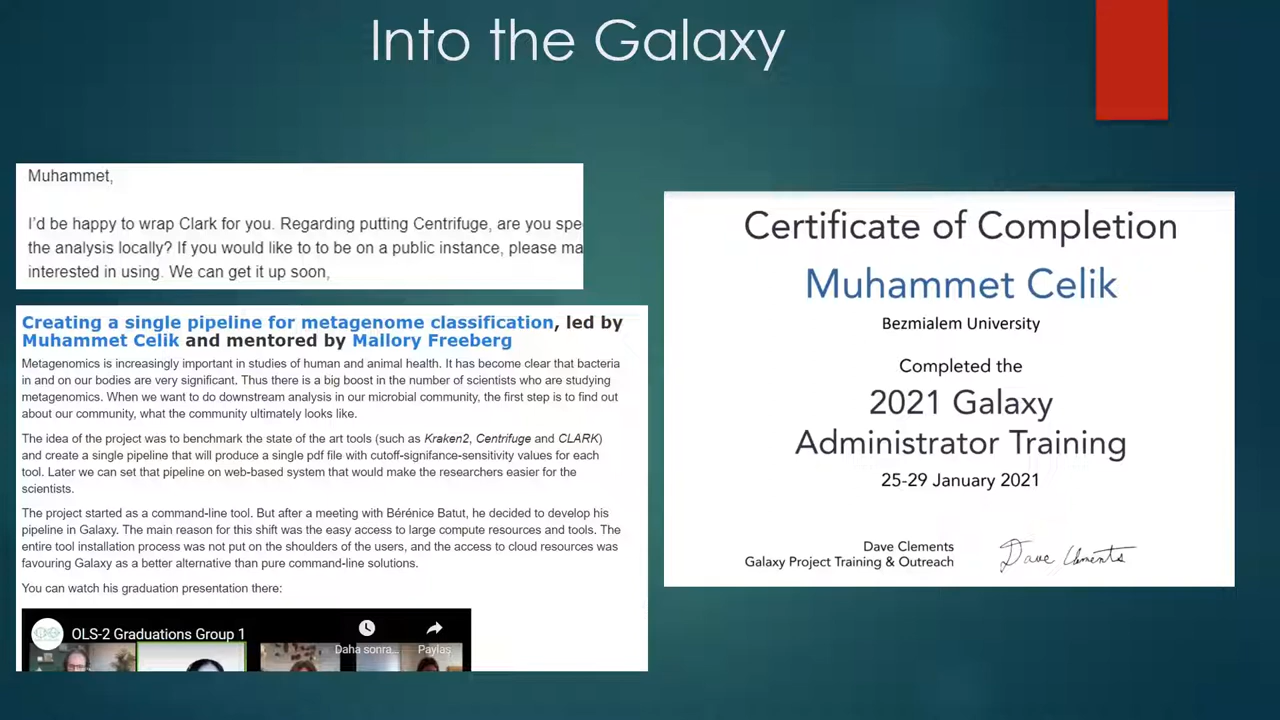 Into the Galaxy
Muhammet,
I'd be happy to wrap Clark for you. Regarding putting Centrifuge, are you spe
the analysis locally? If you would like to to be on a public instance, please ma
interested in using. We can get it up soon,
Creating a single pipeline for metagenome classification, led by
Muhammet Celik and mentored by Mallory Freeberg
Metagenomics is increasingly important in studies of human and animal health. It has become clear that bacteria
in and on our bodies are very significant. Thus there is a big boost in the number of scientists who are studying
metagenomics. When we want to do downstream analysis in our microbial community, the first step is to find out
about our community, what the community ultimately looks like.
The idea of the project was to benchmark the state of the art tools (such as Kraken2, Centrifuge and CLARK)
and create a single pipeline that will produce a single pdf file with cutoff-signifance-sensitivity values for each
tool. Later we can set that pipeline on web-based system that would make the researchers easier for the
scientists.
The project started as a command-line tool. But after a meeting with Bérénice Batut, he decided to develop his
pipeline in Galaxy. The main reason for this shift was the easy access to large compute resources and tools. The
entire tool installation process was not put on the shoulders of the users, and the access to cloud resources was
favouring Galaxy as a better alternative than pure command-line solutions.
You can watch his graduation presentation there:
OLS-2 Graduations Group 1
Daha sonra...
Paylaş
Certificate of Completion
Muhammet Celik
Bezmialem University
Completed the
2021 Galaxy
Administrator Training
25-29 January 2021
Dave Clements
Galaxy Project Training & Outreach
Dave Clements